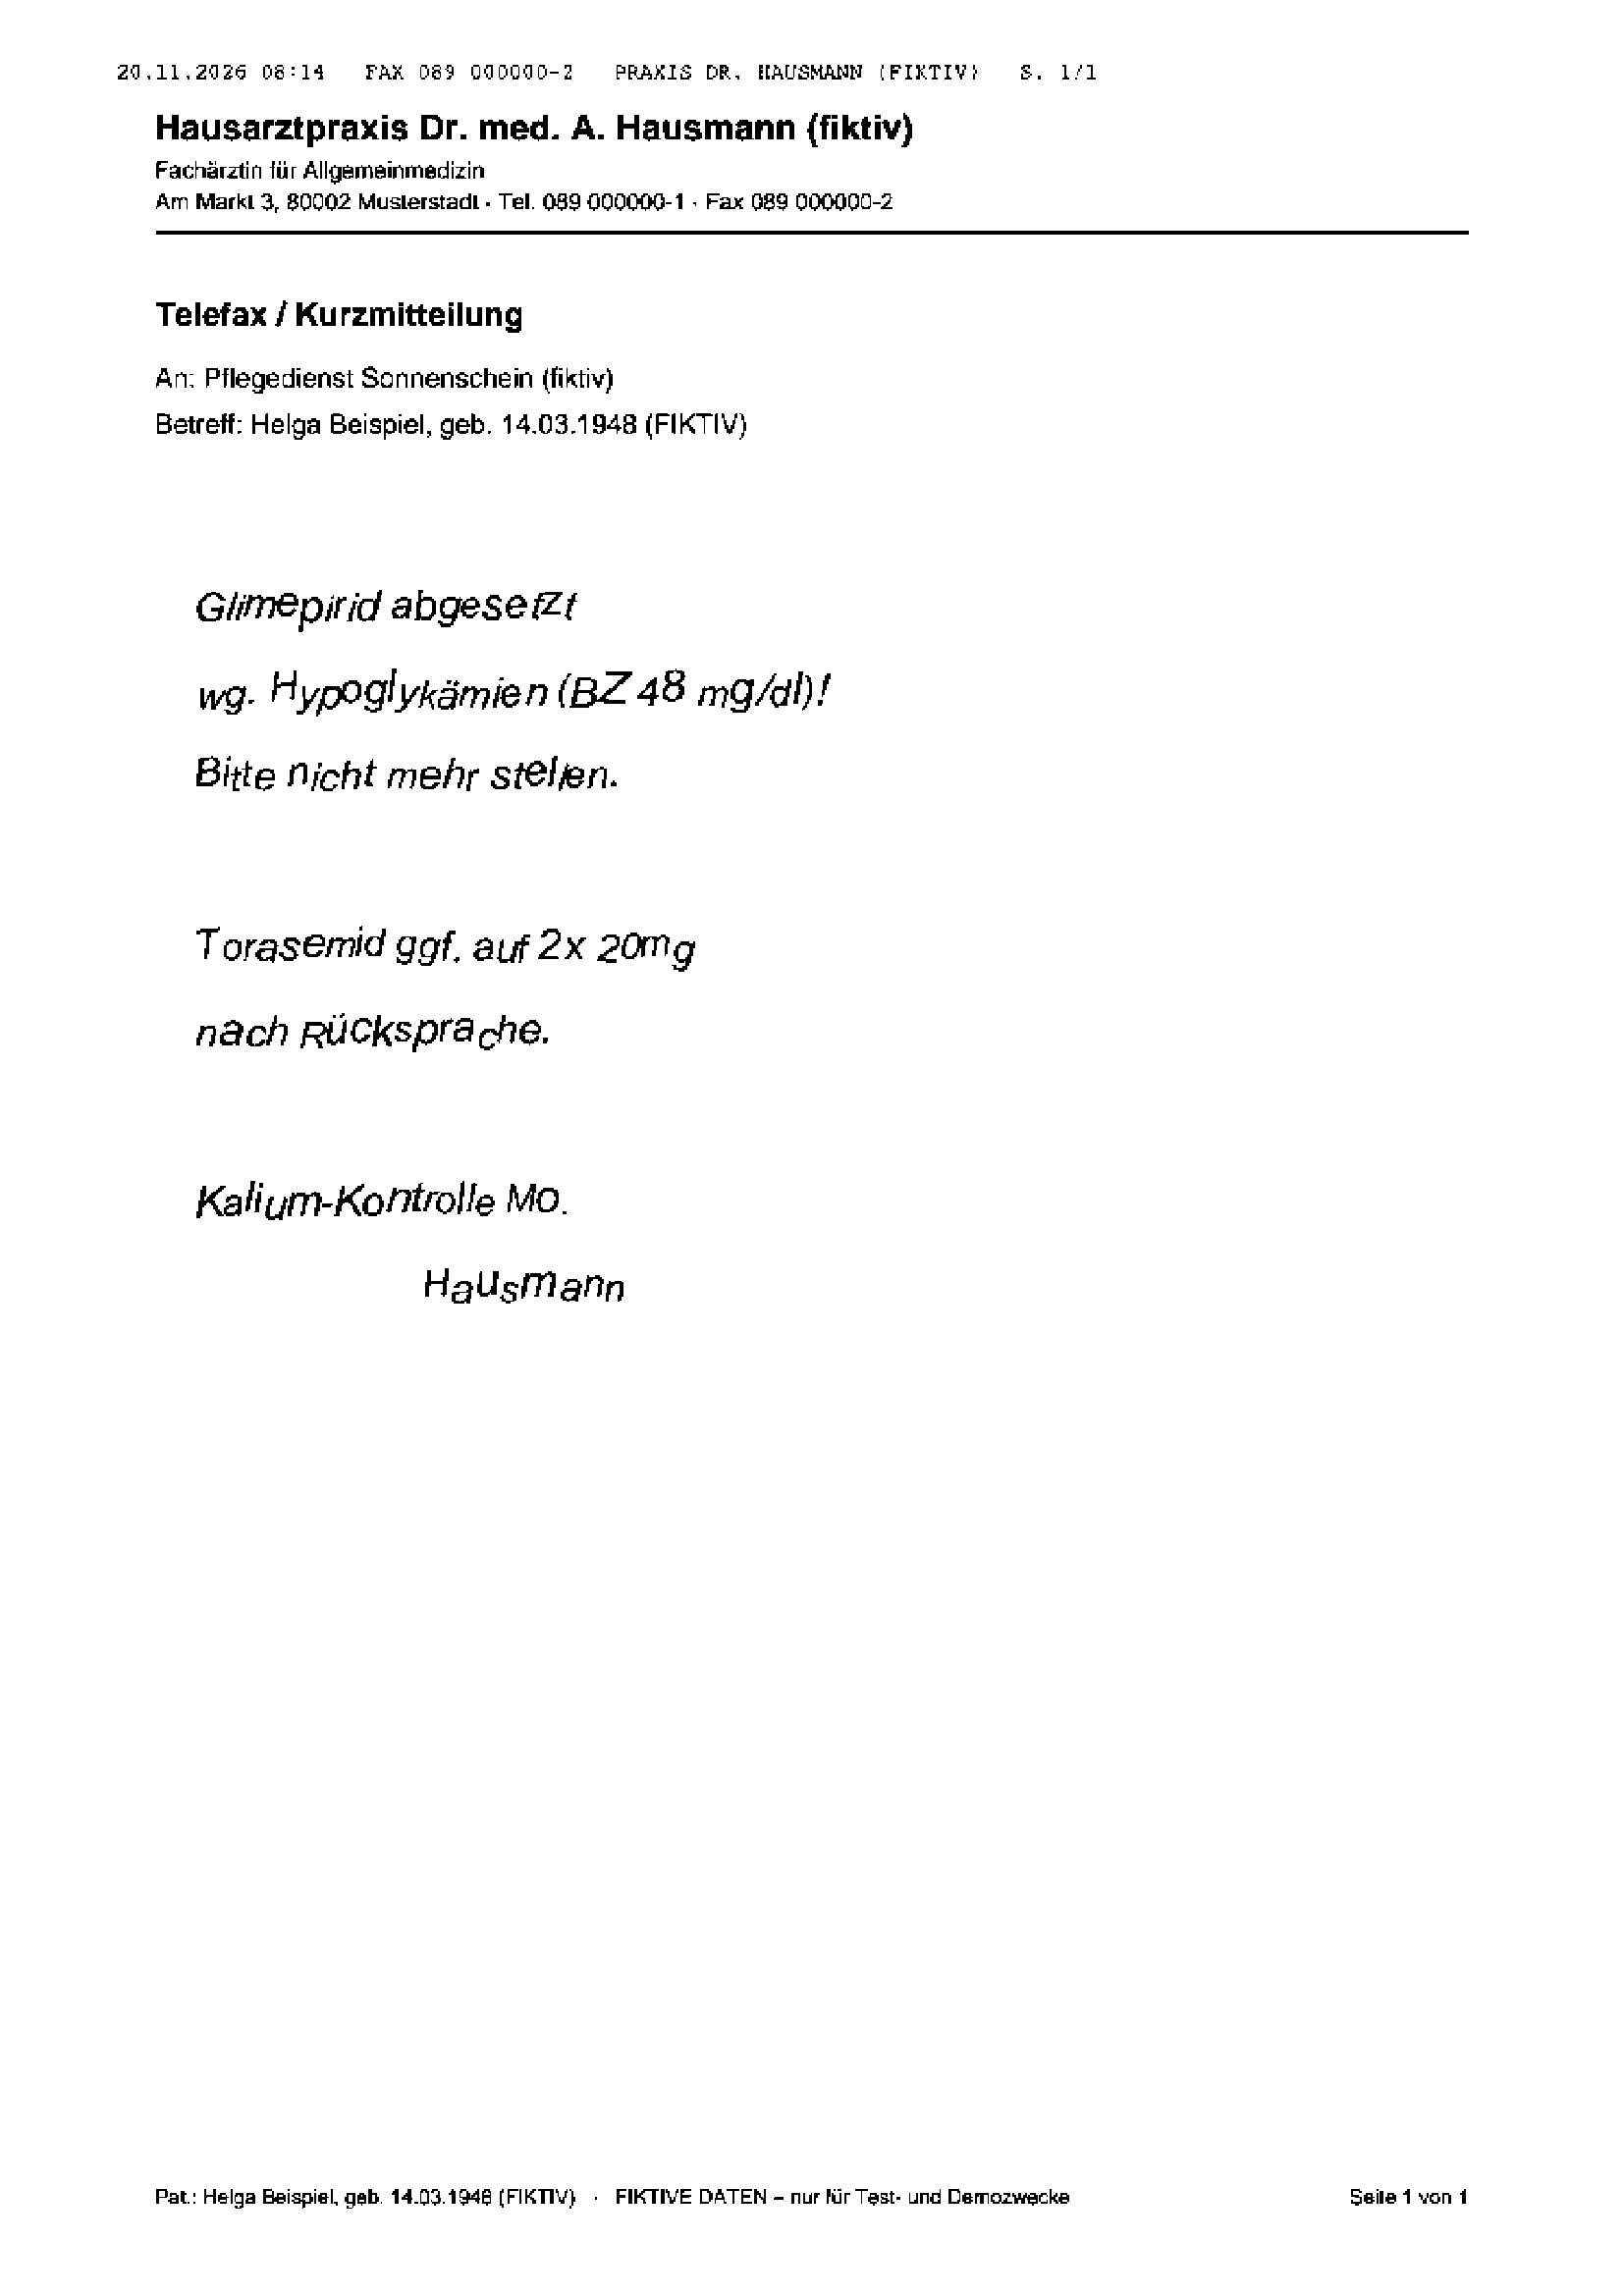 20.11.2026 08:14 FAX 089 000000-2 PRAXIS DR. HAUSMANN (FIKTIV) S. 1/1
Hausarztpraxis Dr. med. A. Hausmann (fiktiv)
Fachärztin für Allgemeinmedizin
Am Markt 3, 80002 Musterstadt · Tel. 089 000000-1 · Fax 089 000000-2
Telefax / Kurzmitteilung
An: Pflegedienst Sonnenschein (fiktiv)
Betreff: Helga Beispiel, geb. 14.03.1948 (FIKTIV)
Glimepirid abgesetzt
wg. Hypoglykämien (BZ 48 mg/dl)!
Bitte nicht mehr stellen.
Torasemid ggf. auf 2x 20mg
nach Rücksprache.
Kalium-Kontrolle Mo.
Hausmann
Pat.: Helga Beispiel, geb. 14.03.1948 (FIKTIV) · FIKTIVE DATEN – nur für Test- und Demozwecke Seite 1 von 1